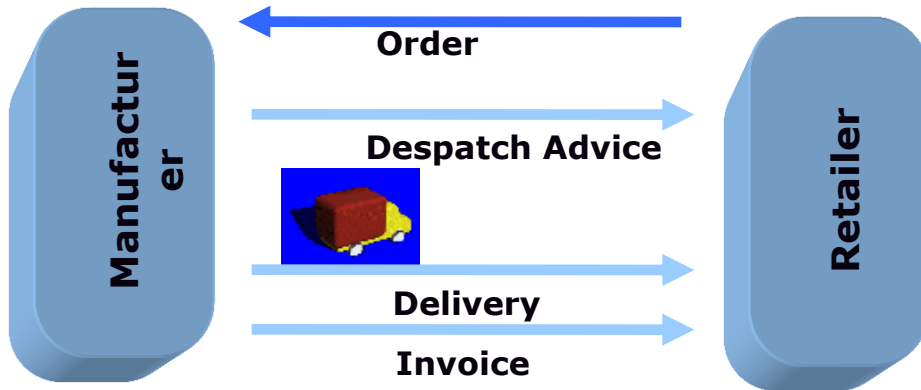 Manufactur
er
Order
Despatch Advice
Delivery
Invoice
Retailer